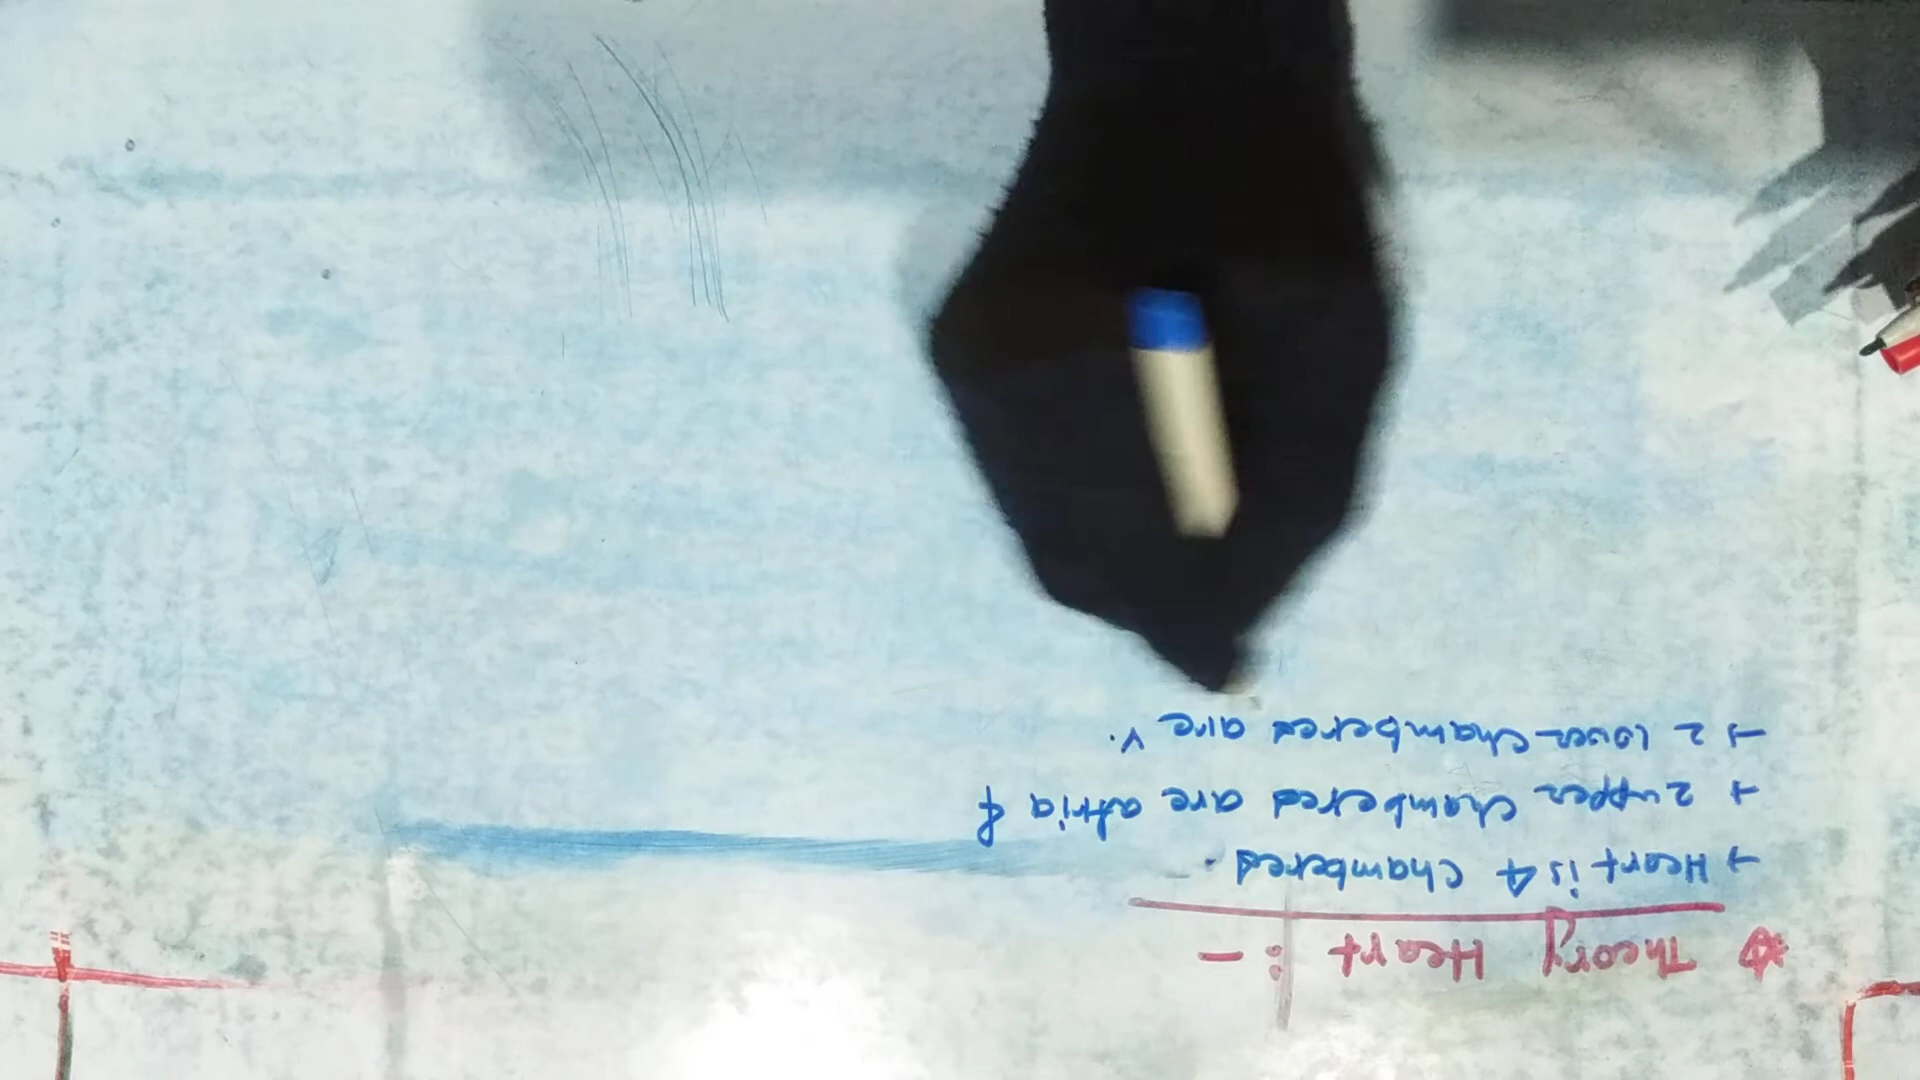 ☆ Theory Heart :-
→ Heart is 4 chambered.
→ 2 upper chambered are atria &
→ 2 lower chambered are v.